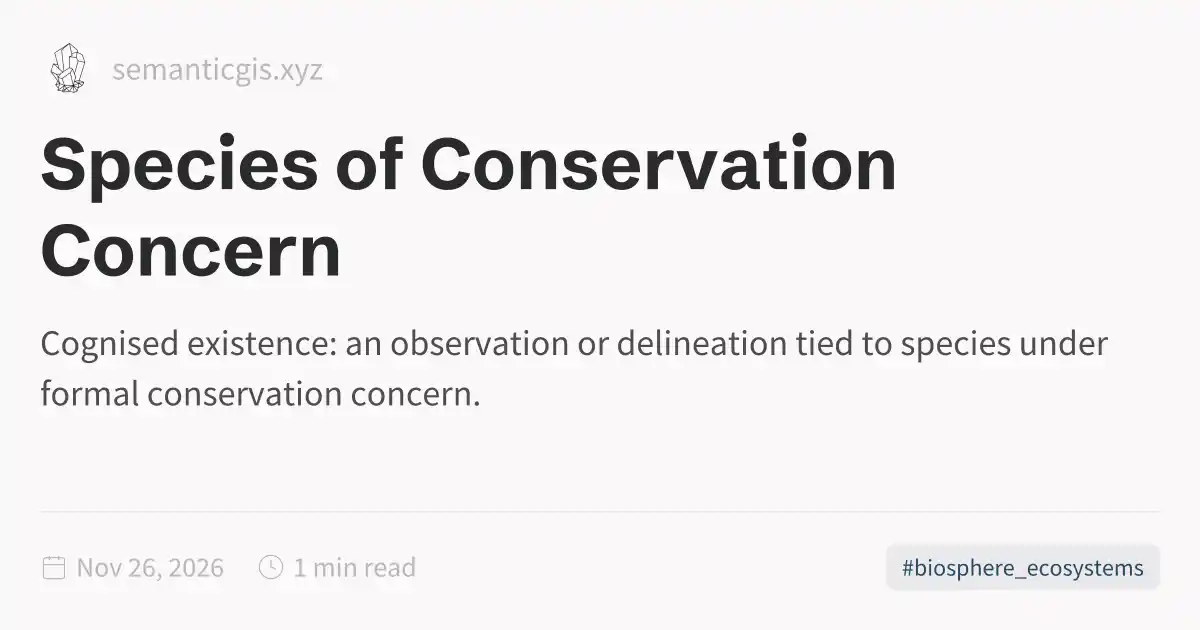 semanticgis.xyz
Species of Conservation
Concern
Cognised existence: an observation or delineation tied to species under
formal conservation concern.
Nov 26, 2026 1 min read #biosphere_ecosystems